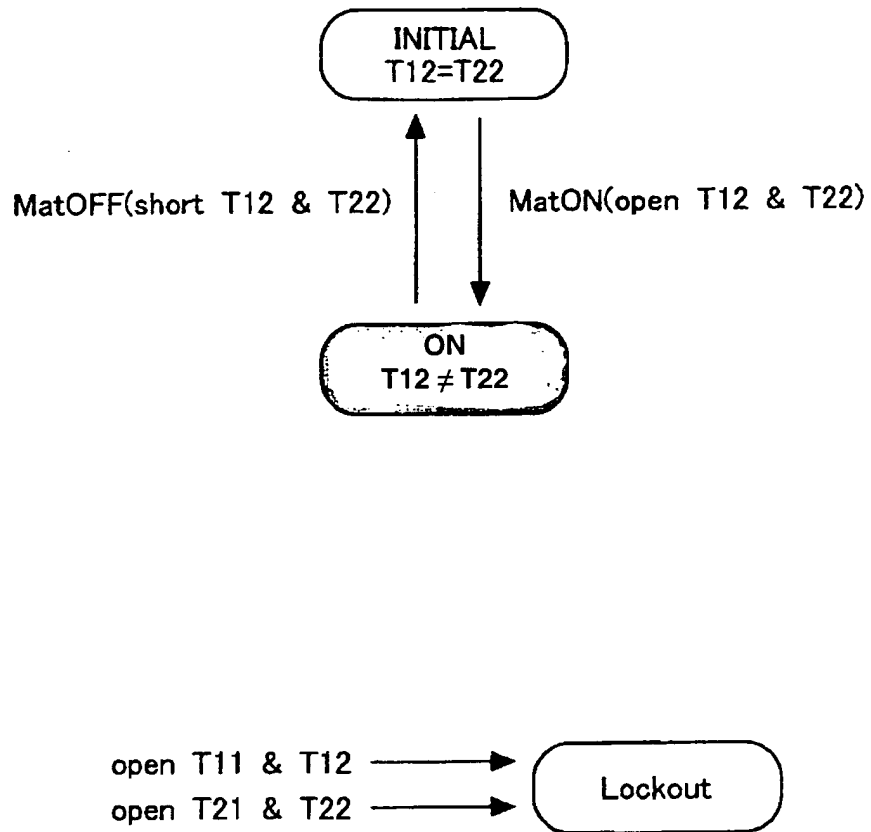 INITIAL
T12=T22
MatOFF(short T12 & T22)
MatON(open T12 & T22)
ON
T12 ≠ T22
open T11 & T12
open T21 & T22
Lockout